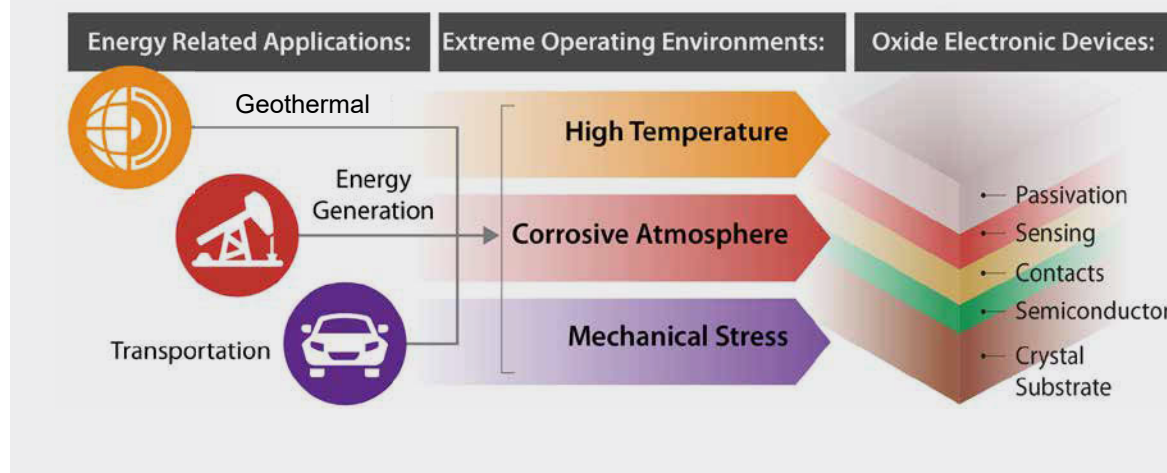 Energy Related Applications:
Extreme Operating Environments:
Oxide Electronic Devices:
Geothermal
Energy
Generation
Transportation
High Temperature
Corrosive Atmosphere
Mechanical Stress
Passivation
Sensing
Contacts
Semiconductor
Crystal
Substrate